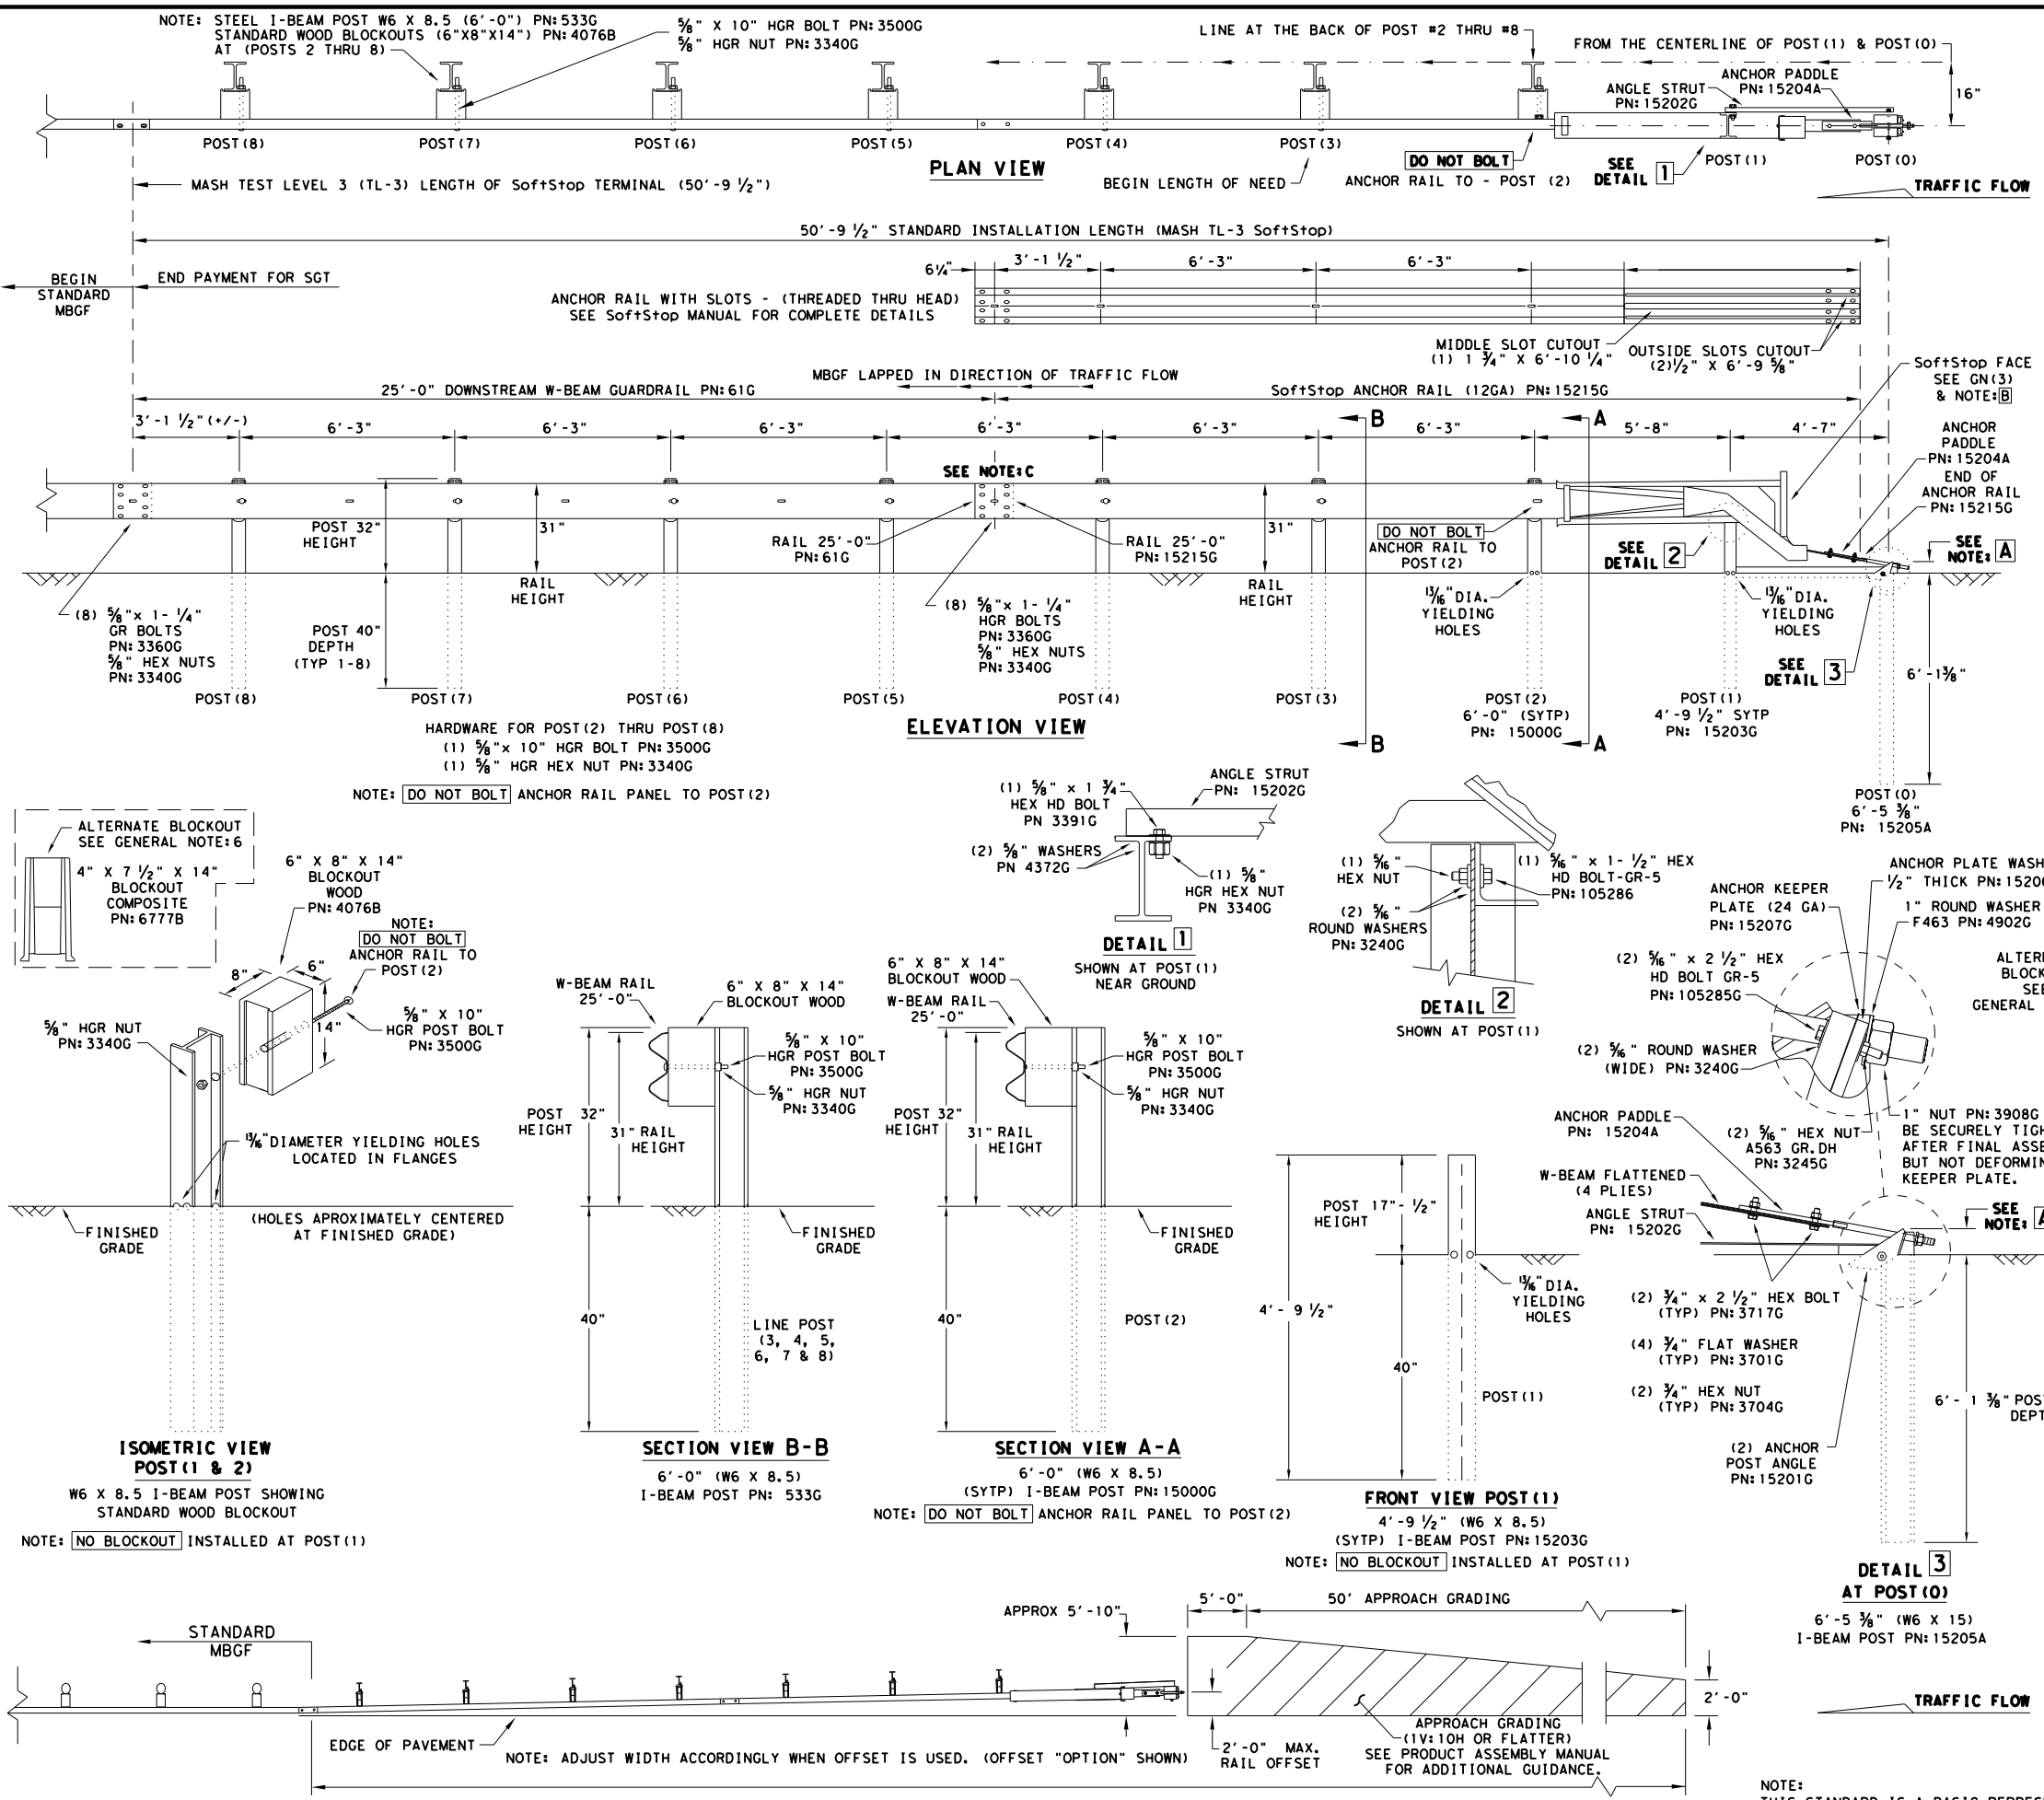 NOTE: STEEL I-BEAM POST W6 X 8.5 (6'-0") PN:533G
STANDARD WOOD BLOCKOUTS (6"X8"X14") PN:4076B
AT (POSTS 2 THRU 8)
⅝" X 10" HGR BOLT PN:3500G
⅝" HGR NUT PN:3340G
LINE AT THE BACK OF POST #2 THRU #8
FROM THE CENTERLINE OF POST(1) & POST(0)
ANGLE STRUT
PN:15202G
ANCHOR PADDLE
PN:15204A
16"
POST(8)
POST(7)
POST(6)
POST(5)
POST(4)
POST(3)
POST(1)
POST(0)
PLAN VIEW
DO NOT BOLT
ANCHOR RAIL TO - POST (2)
SEE
DETAIL 1
MASH TEST LEVEL 3 (TL-3) LENGTH OF SoftStop TERMINAL (50'-9 ½")
BEGIN LENGTH OF NEED
TRAFFIC FLOW
50'-9 ½" STANDARD INSTALLATION LENGTH (MASH TL-3 SoftStop)
BEGIN
STANDARD
MBGF
END PAYMENT FOR SGT
6¼"
3'-1 ½"
6'-3"
6'-3"
ANCHOR RAIL WITH SLOTS - (THREADED THRU HEAD)
SEE SoftStop MANUAL FOR COMPLETE DETAILS
MIDDLE SLOT CUTOUT
(1) 1 ¾" X 6'-10 ¼"
OUTSIDE SLOTS CUTOUT
(2)½" X 6'-9 ⅝"
SoftStop FACE
SEE GN(3)
& NOTE:B
MBGF LAPPED IN DIRECTION OF TRAFFIC FLOW
25'-0" DOWNSTREAM W-BEAM GUARDRAIL PN:61G
SoftStop ANCHOR RAIL (12GA) PN:15215G
3'-1 ½"(+/-)
6'-3"
6'-3"
6'-3"
6'-3"
6'-3"
6'-3"
5'-8"
4'-7"
B
A
SEE NOTE:C
ANCHOR
PADDLE
PN:15204A
END OF
ANCHOR RAIL
PN:15215G
POST 32"
HEIGHT
31"
RAIL
HEIGHT
RAIL 25'-0"
PN:61G
RAIL 25'-0"
PN:15215G
31"
RAIL
HEIGHT
DO NOT BOLT
ANCHOR RAIL TO
POST(2)
SEE
DETAIL 2
SEE
NOTE: A
(8) ⅝"x 1- ¼"
GR BOLTS
PN:3360G
⅝" HEX NUTS
PN:3340G
POST 40"
DEPTH
(TYP 1-8)
(8) ⅝"x 1- ¼"
HGR BOLTS
PN:3360G
⅝" HEX NUTS
PN:3340G
13/16"DIA.
YIELDING
HOLES
13/16"DIA.
YIELDING
HOLES
SEE
DETAIL 3
6'-1⅜"
POST(8)
POST(7)
POST(6)
POST(5)
POST(4)
POST(3)
POST(2)
6'-0" (SYTP)
PN: 15000G
POST(1)
4'-9 ½" SYTP
PN: 15203G
ELEVATION VIEW
B
A
HARDWARE FOR POST(2) THRU POST(8)
(1) ⅝"x 10" HGR BOLT PN:3500G
(1) ⅝" HGR HEX NUT PN:3340G
NOTE: DO NOT BOLT ANCHOR RAIL PANEL TO POST(2)
POST(0)
6'-5 ⅜"
PN: 15205A
ALTERNATE BLOCKOUT
SEE GENERAL NOTE:6
4" X 7 ½" X 14"
BLOCKOUT
COMPOSITE
PN:6777B
6" X 8" X 14"
BLOCKOUT
WOOD
PN:4076B
NOTE:
DO NOT BOLT
ANCHOR RAIL TO
POST(2)
8"
6"
14"
⅝" X 10"
HGR POST BOLT
PN:3500G
⅝" HGR NUT
PN:3340G
13/16"DIAMETER YIELDING HOLES
LOCATED IN FLANGES
FINISHED
GRADE
(HOLES APROXIMATELY CENTERED
AT FINISHED GRADE)
ISOMETRIC VIEW
POST(1 & 2)
W6 X 8.5 I-BEAM POST SHOWING
STANDARD WOOD BLOCKOUT
NOTE: NO BLOCKOUT INSTALLED AT POST(1)
(1) ⅝" x 1 ¾"
HEX HD BOLT
PN 3391G
ANGLE STRUT
PN: 15202G
(2) ⅝" WASHERS
PN 4372G
(1) ⅝"
HGR HEX NUT
PN 3340G
DETAIL 1
SHOWN AT POST(1)
NEAR GROUND
(1) 5/16"
HEX NUT
(1) 5/16" x 1- ½" HEX
HD BOLT-GR-5
PN:105286
(2) 5/16"
ROUND WASHERS
PN:3240G
DETAIL 2
SHOWN AT POST(1)
ANCHOR PLATE WASH
½" THICK PN:1520
ANCHOR KEEPER
PLATE (24 GA)
PN:15207G
1" ROUND WASHER
F463 PN:4902G
(2) 5/16" x 2 ½" HEX
HD BOLT GR-5
PN:105285G
ALTER
BLOCK
SEE
GENERAL
(2) 5/16" ROUND WASHER
(WIDE) PN:3240G
1" NUT PN:3908G
BE SECURELY TIGH
AFTER FINAL ASSE
BUT NOT DEFORMIN
KEEPER PLATE.
ANCHOR PADDLE
PN: 15204A
(2) 5/16" HEX NUT
A563 GR.DH
PN:3245G
W-BEAM FLATTENED
(4 PLIES)
ANGLE STRUT
PN: 15202G
SEE
NOTE: A
(2) ¾" x 2 ½" HEX BOLT
(TYP) PN:3717G
(4) ¾" FLAT WASHER
(TYP) PN:3701G
(2) ¾" HEX NUT
(TYP) PN:3704G
(2) ANCHOR
POST ANGLE
PN:15201G
6'- 1 ⅜" POS
DEPT
DETAIL 3
AT POST(0)
6'-5 ⅜" (W6 X 15)
I-BEAM POST PN:15205A
W-BEAM RAIL
25'-0"
6" X 8" X 14"
BLOCKOUT WOOD
⅝" X 10"
HGR POST BOLT
PN:3500G
⅝" HGR NUT
PN:3340G
POST 32"
HEIGHT
31" RAIL
HEIGHT
FINISHED
GRADE
40"
LINE POST
(3, 4, 5,
6, 7 & 8)
SECTION VIEW B-B
6'-0" (W6 X 8.5)
I-BEAM POST PN: 533G
6" X 8" X 14"
BLOCKOUT WOOD
W-BEAM RAIL
25'-0"
⅝" X 10"
HGR POST BOLT
PN:3500G
⅝" HGR NUT
PN:3340G
POST 32"
HEIGHT
31" RAIL
HEIGHT
FINISHED
GRADE
40"
POST(2)
SECTION VIEW A-A
6'-0" (W6 X 8.5)
(SYTP) I-BEAM POST PN:15000G
NOTE: DO NOT BOLT ANCHOR RAIL PANEL TO POST(2)
POST 17"- ½"
HEIGHT
13/16"DIA.
YIELDING
HOLES
4'- 9 ½"
40"
POST(1)
FRONT VIEW POST(1)
4'-9 ½" (W6 X 8.5)
(SYTP) I-BEAM POST PN:15203G
NOTE: NO BLOCKOUT INSTALLED AT POST(1)
STANDARD
MBGF
APPROX 5'-10"
5'-0"
50' APPROACH GRADING
2'-0"
TRAFFIC FLOW
EDGE OF PAVEMENT
NOTE: ADJUST WIDTH ACCORDINGLY WHEN OFFSET IS USED. (OFFSET "OPTION" SHOWN)
2'-0" MAX.
RAIL OFFSET
APPROACH GRADING
(1V:10H OR FLATTER)
SEE PRODUCT ASSEMBLY MANUAL
FOR ADDITIONAL GUIDANCE.
NOTE: